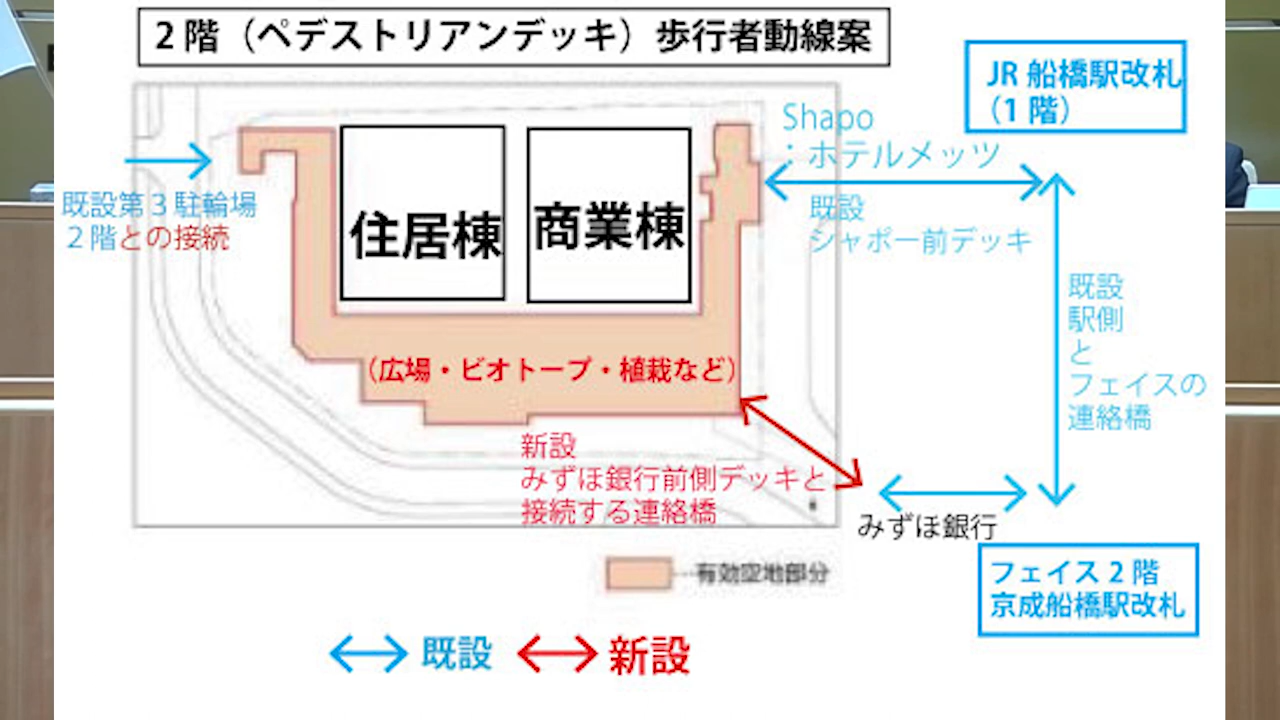 2階（ペデストリアンデッキ）歩行者動線案
JR 船橋駅改札
（1 階）
Shapo
：ホテルメッツ
既設第３駐輪場
２階との接続
住居棟
商業棟
既設
シャポー前デッキ
既設
駅側
と
フェイスの
連絡橋
（広場・ビオトープ・植栽など）
新設
みずほ銀行前側デッキと
接続する連絡橋
みずほ銀行
フェイス 2 階
京成船橋駅改札
有効空地部分
既設
新設